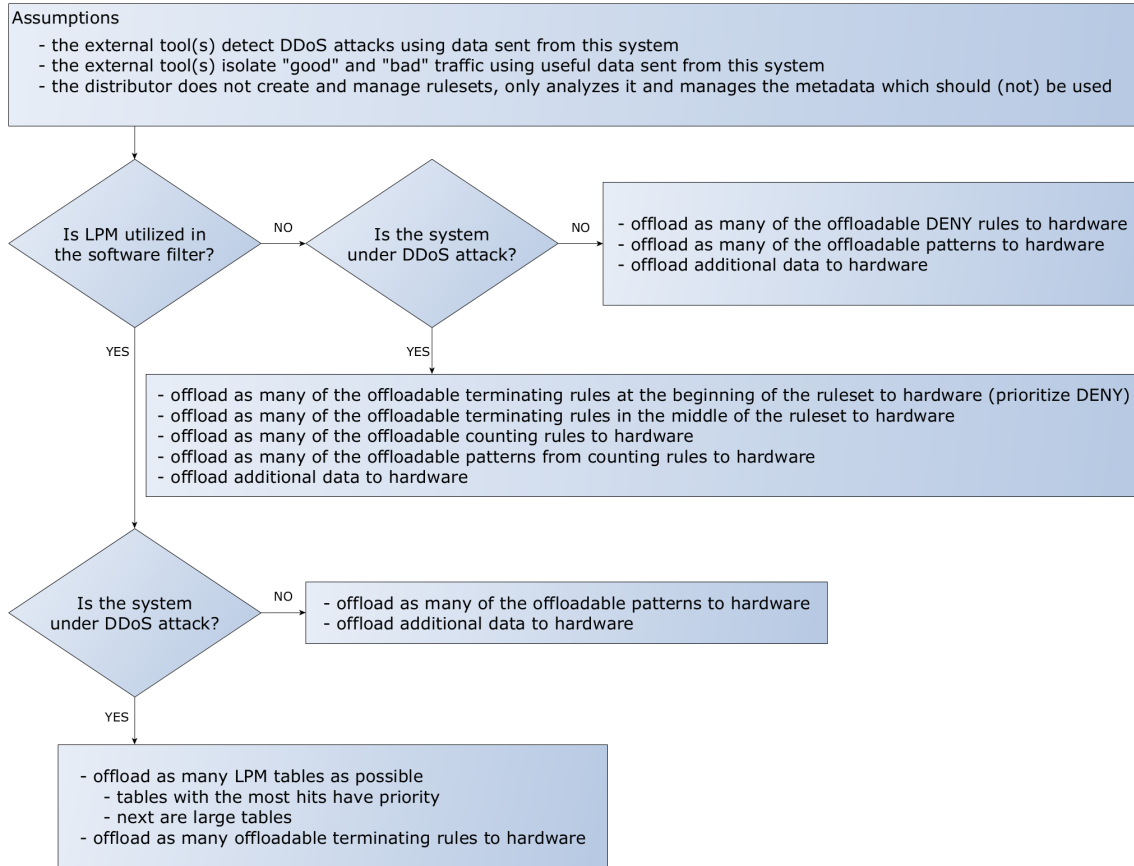 Assumptions
- the external tool(s) detect DDoS attacks using data sent from this system
- the external tool(s) isolate "good" and "bad" traffic using useful data sent from this system
- the distributor does not create and manage rulesets, only analyzes it and manages the metadata which should (not) be used
Is LPM utilized in
the software filter?
NO
Is the system
under DDoS attack?
NO
- offload as many of the offloadable DENY rules to hardware
- offload as many of the offloadable patterns to hardware
- offload additional data to hardware
YES
YES
- offload as many of the offloadable terminating rules at the beginning of the ruleset to hardware (prioritize DENY)
- offload as many of the offloadable terminating rules in the middle of the ruleset to hardware
- offload as many of the offloadable counting rules to hardware
- offload as many of the offloadable patterns from counting rules to hardware
- offload additional data to hardware
Is the system
under DDoS attack?
NO
- offload as many of the offloadable patterns to hardware
- offload additional data to hardware
YES
- offload as many LPM tables as possible
- tables with the most hits have priority
- next are large tables
- offload as many offloadable terminating rules to hardware